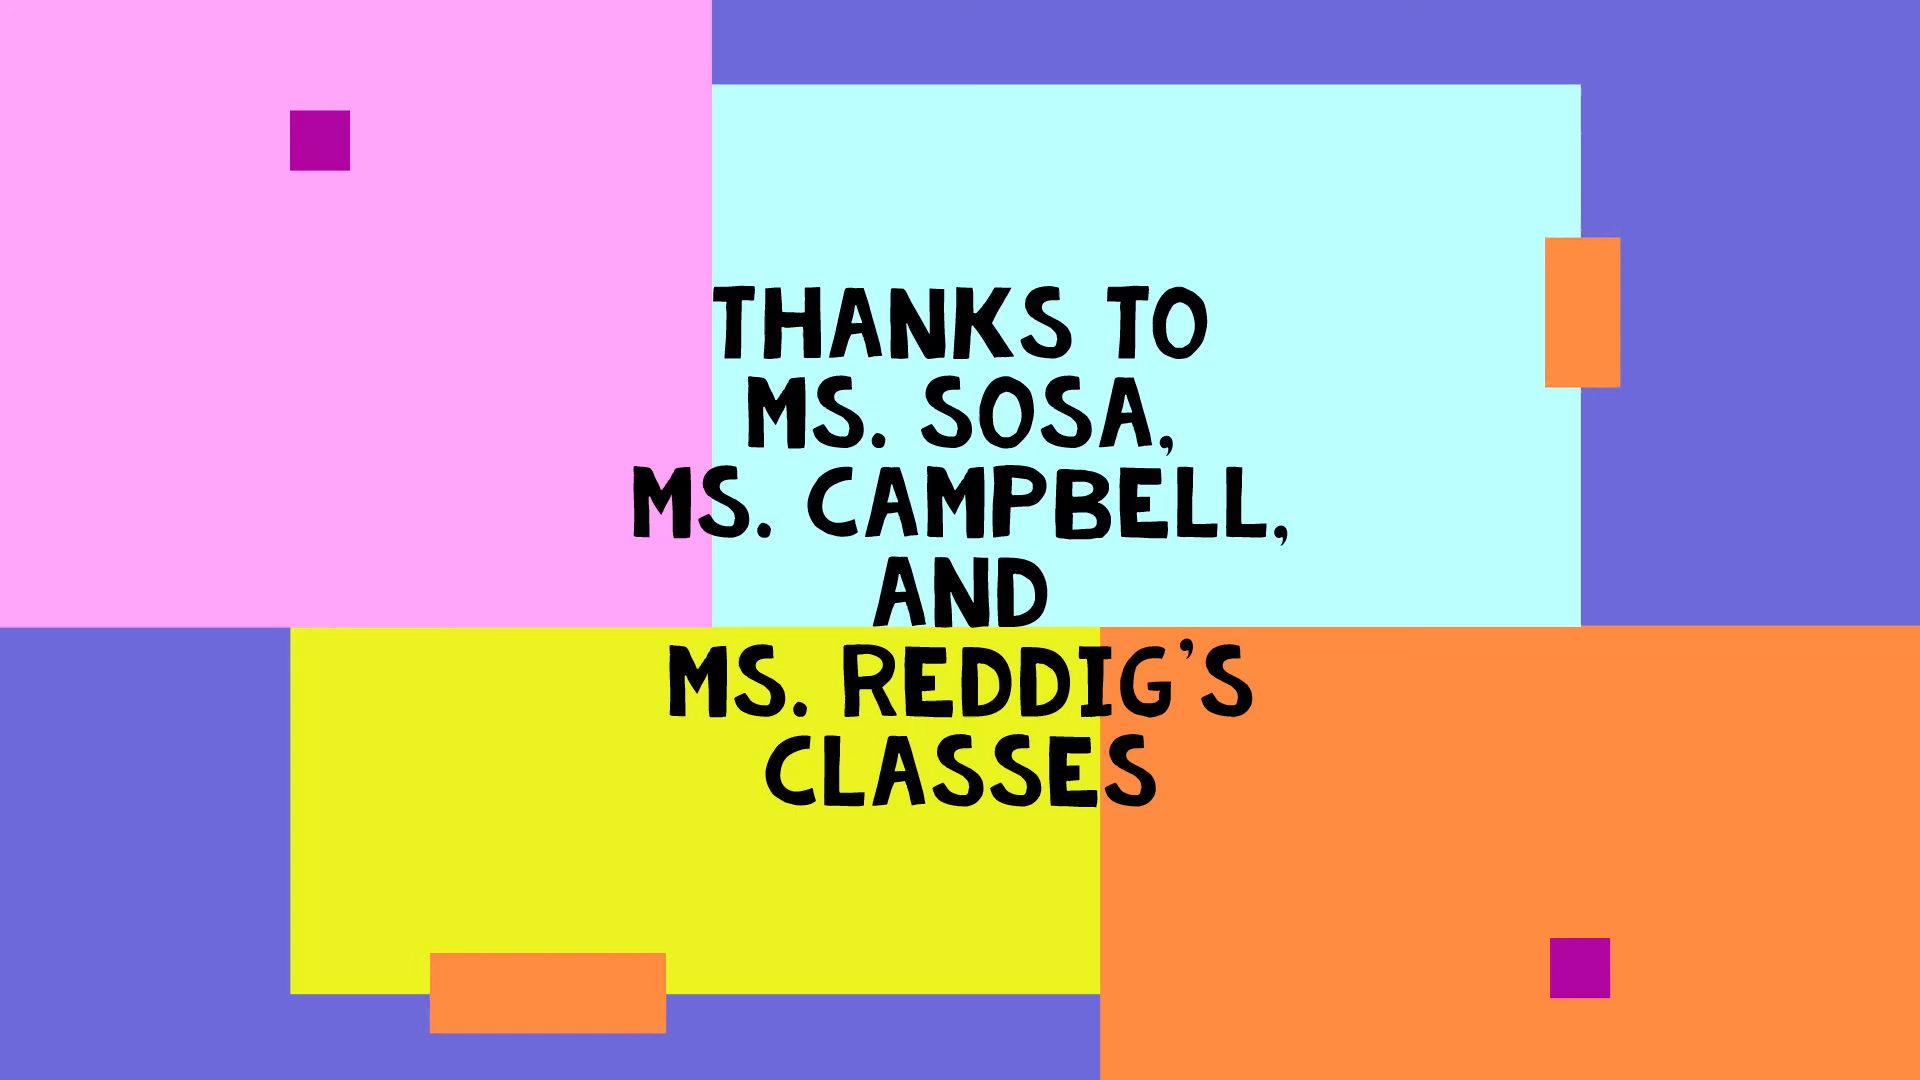 THANKS TO
MS. SOSA,
MS. CAMPBELL,
AND
MS. REDDIG'S
CLASSES